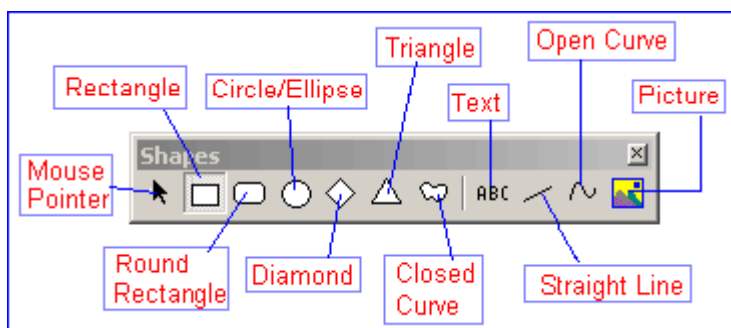 Triangle
Open Curve
Rectangle
Circle/Ellipse
Text
Picture
Shapes
Mouse
Pointer
ABC
Round
Rectangle
Diamond
Closed
Curve
Straight Line